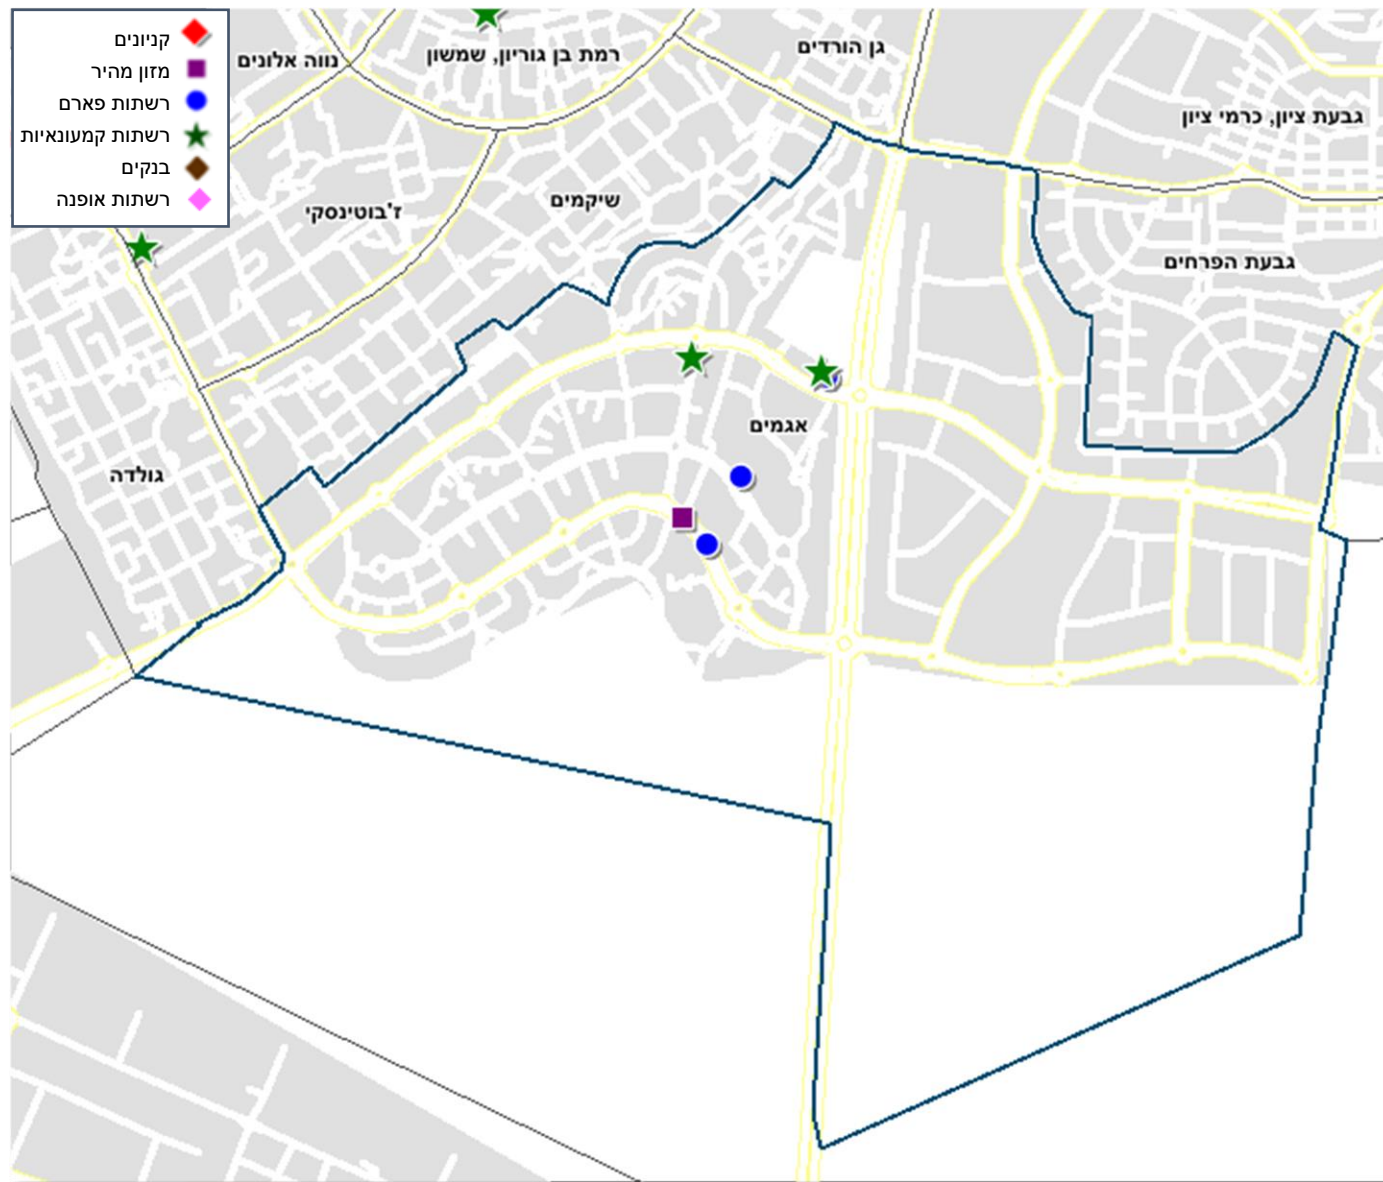 קניונים
מזון מהיר
רשתות פארם
רשתות קמעונאיות
בנקים
רשתות אופנה
גן הורדים
רמת בן גוריון, שמשון
נווה אלונים
גבעת ציון, כרמי ציון
שיקמים
ז'בוטינסקי
גבעת הפרחים
אגמים
גולדה